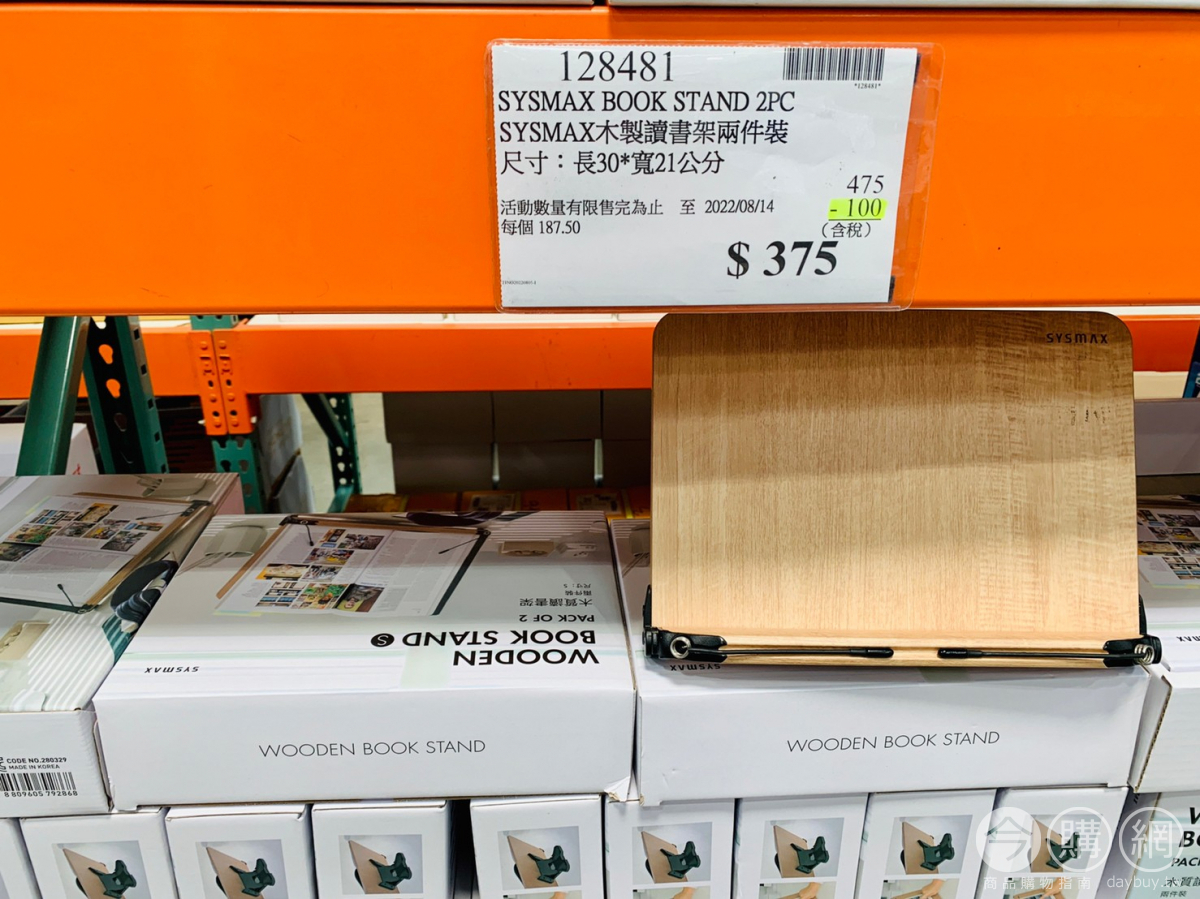 128481
*128481*
SYSMAX BOOK STAND 2PC
SYSMAX木製讀書架兩件裝
尺寸：長30*寬21公分
475
- 100
活動數量有限售完為止 至 2022/08/14
每個 187.50
（含稅）
$ 375
SYSMAX
WOODEN
BOOK STAND S
PACK OF 2
木質讀書架
兩件裝
尺寸: S
SYSMAX
WOODEN BOOK STAND
WOODEN BOOK STAND
CODE NO.280329
MADE IN KOREA
8 809605 792868
今購網
商品購物指南 daybuy